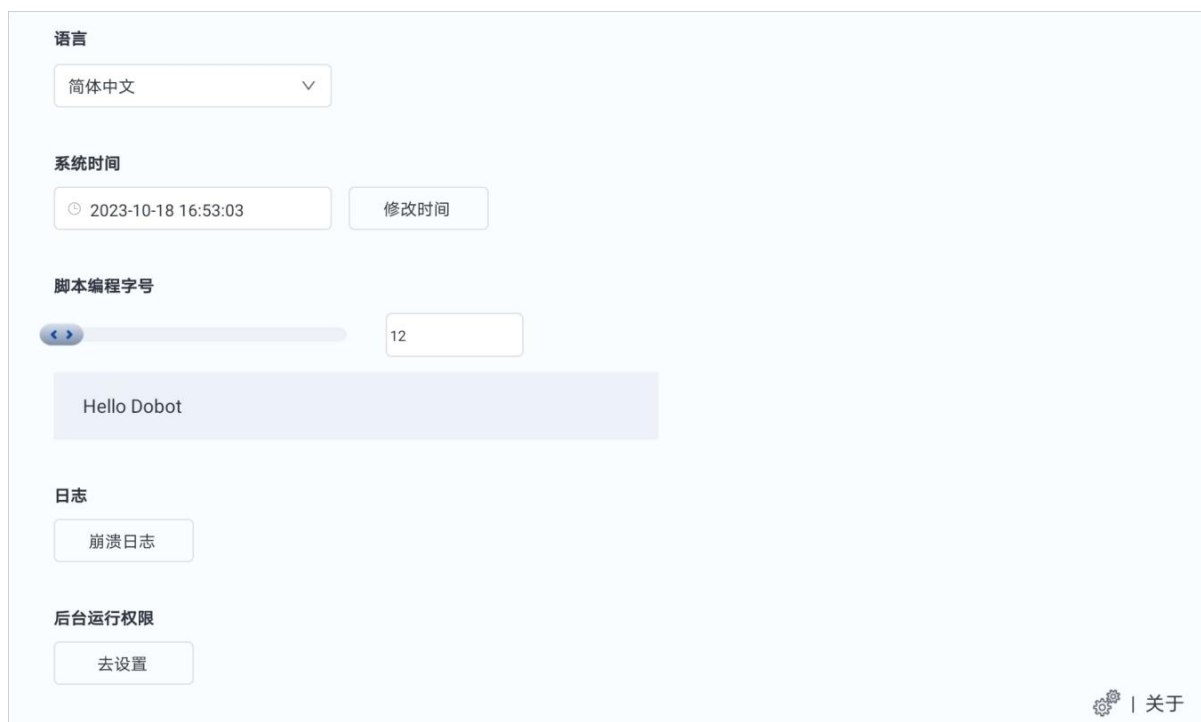 语言
简体中文
系统时间
2023-10-18 16:53:03 修改时间
脚本编程字号
12
Hello Dobot
日志
崩溃日志
后台运行权限
去设置
| 关于